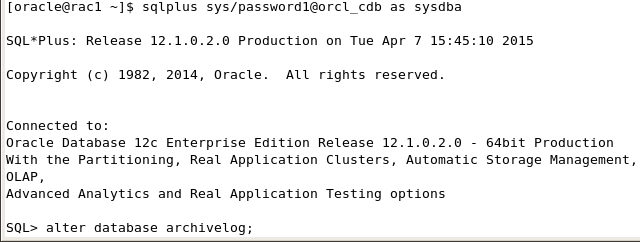 [oracle@rac1 ~]$ sqlplus sys/password1@orcl_cdb as sysdba
SQL*Plus: Release 12.1.0.2.0 Production on Tue Apr 7 15:45:10 2015
Copyright (c) 1982, 2014, Oracle.  All rights reserved.
Connected to:
Oracle Database 12c Enterprise Edition Release 12.1.0.2.0 - 64bit Production
With the Partitioning, Real Application Clusters, Automatic Storage Management,
OLAP,
Advanced Analytics and Real Application Testing options
SQL> alter database archivelog;